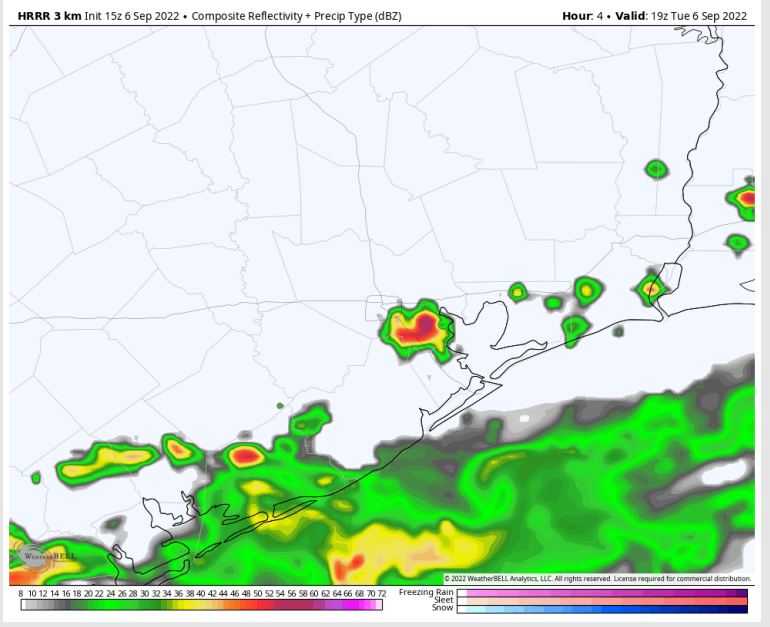 HRRR 3 km Init 15z 6 Sep 2022 • Composite Reflectivity + Precip Type (dBZ)
Hour: 4 • Valid: 19z Tue 6 Sep 2022
WEATHERBELL
© 2022 WeatherBELL Analytics, LLC. All rights reserved. License required for commercial distribution.
8 10 12 14 16 18 20 22 24 26 28 30 32 34 36 38 40 42 44 46 48 50 52 54 56 58 60 62 64 66 68 70 72
Freezing Rain
Sleet
Snow